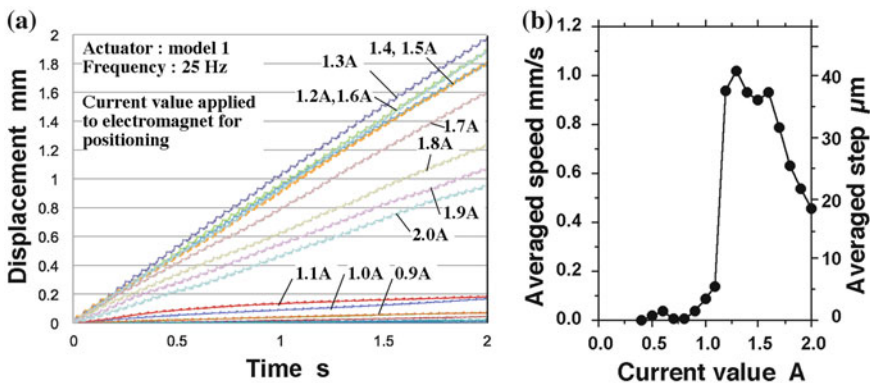 (a)
Displacement mm
2
1.8
1.6
1.4
1.2
1
0.8
0.6
0.4
0.2
0
Actuator : model 1
Frequency : 25 Hz
Current value applied
to electromagnet for
positioning
1.3A
1.4, 1.5A
1.2A,1.6A
1.7A
1.8A
1.9A
2.0A
1.1A
1.0A
0.9A
0
0.5
1
1.5
2
Time s
(b)
Averaged speed mm/s
1.2
1.0
0.8
0.6
0.4
0.2
0.0
0.0
0.5
1.0
1.5
2.0
Current value A
40
30
20
10
0
Averaged step μm